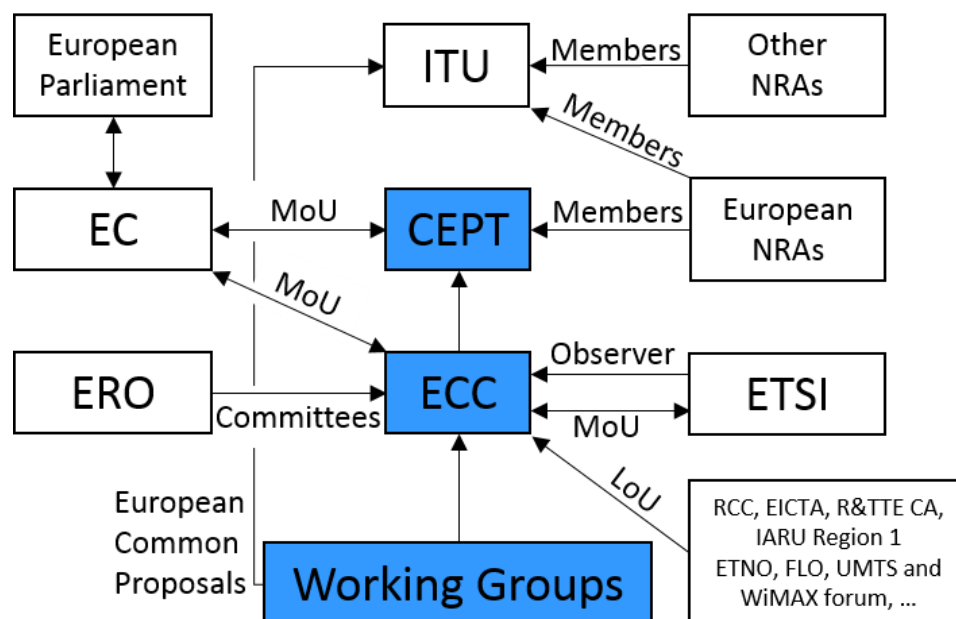 European
Parliament
ITU
Members
Other
NRAs
Members
EC
MoU
CEPT
Members
European
NRAs
MoU
ERO
Committees
ECC
Observer
MoU
ETSI
LoU
European
Common
Proposals
Working Groups
RCC, EICTA, R&TTE CA,
IARU Region 1
ETNO, FLO, UMTS and
WiMAX forum, ...